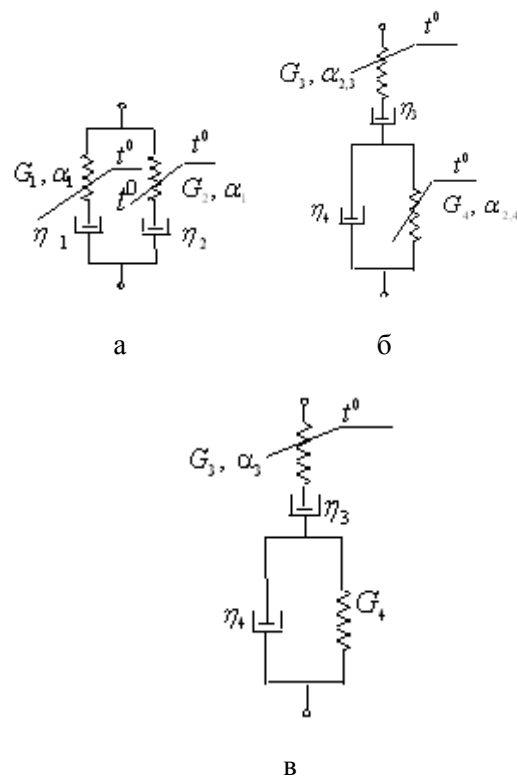 t⁰
G₃, α₂,₃
η₃
t⁰
t⁰
G₁, α₁
t⁰
G₂, α₁
t⁰
η₁
η₂
η₄
G₄, α₂,₄
а
б
t⁰
G₃, α₃
η₃
η₄
G₄
в